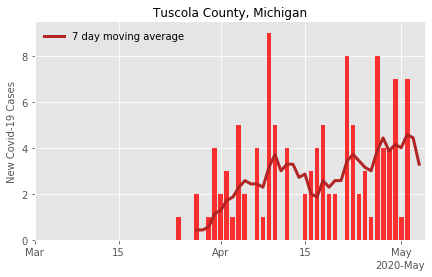 Tuscola County, Michigan
7 day moving average
New Covid-19 Cases
8
6
4
2
0
Mar
15
Apr
15
May
2020-May